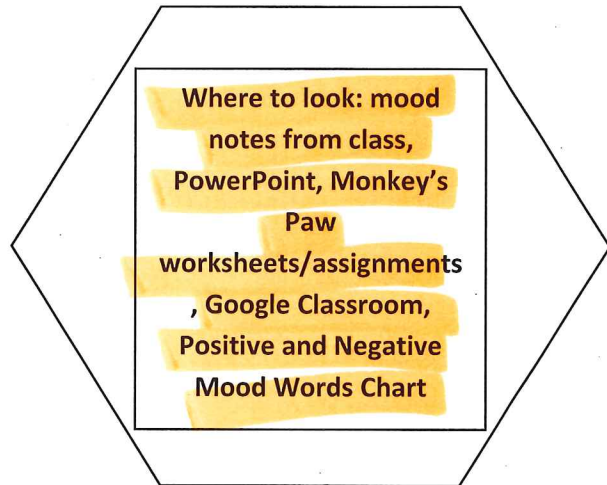 Where to look: mood
notes from class,
PowerPoint, Monkey’s
Paw
worksheets/assignments
, Google Classroom,
Positive and Negative
Mood Words Chart